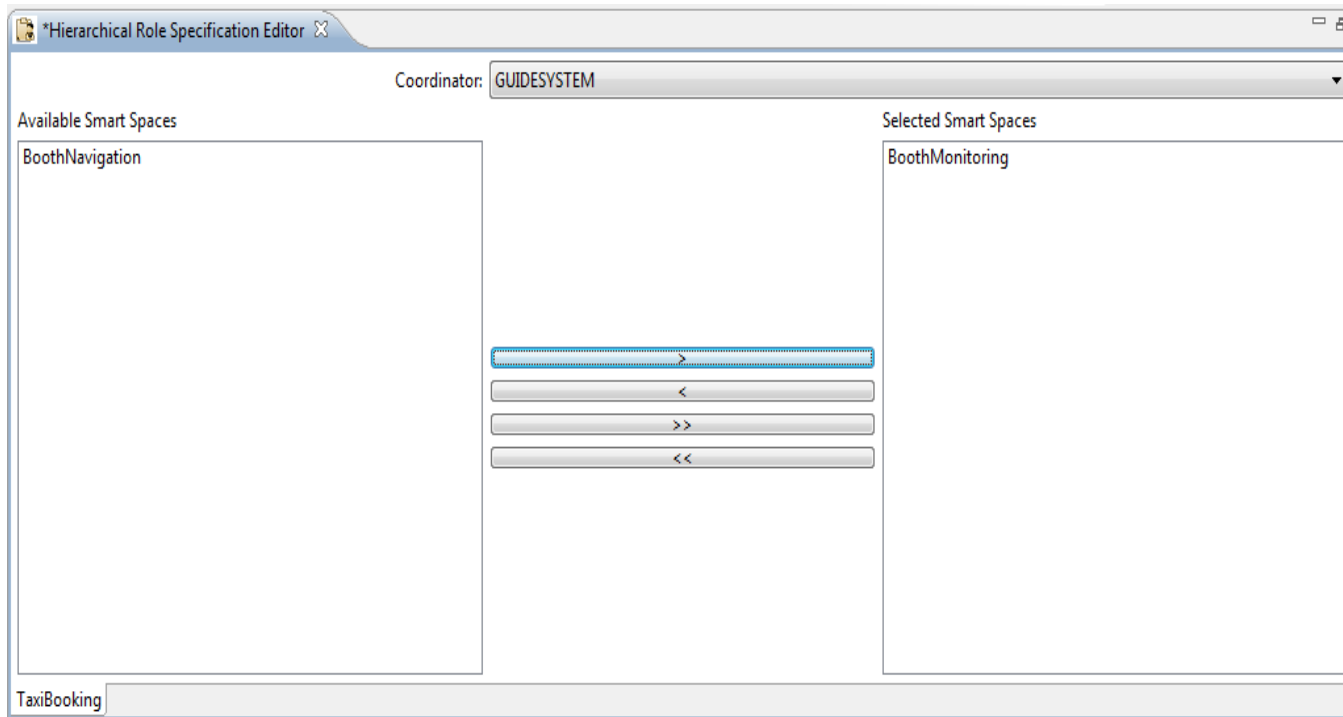 *Hierarchical Role Specification Editor
Coordinator: GUIDESYSTEM
Available Smart Spaces
Selected Smart Spaces
BoothNavigation
BoothMonitoring
>
<
>>
<<
TaxiBooking